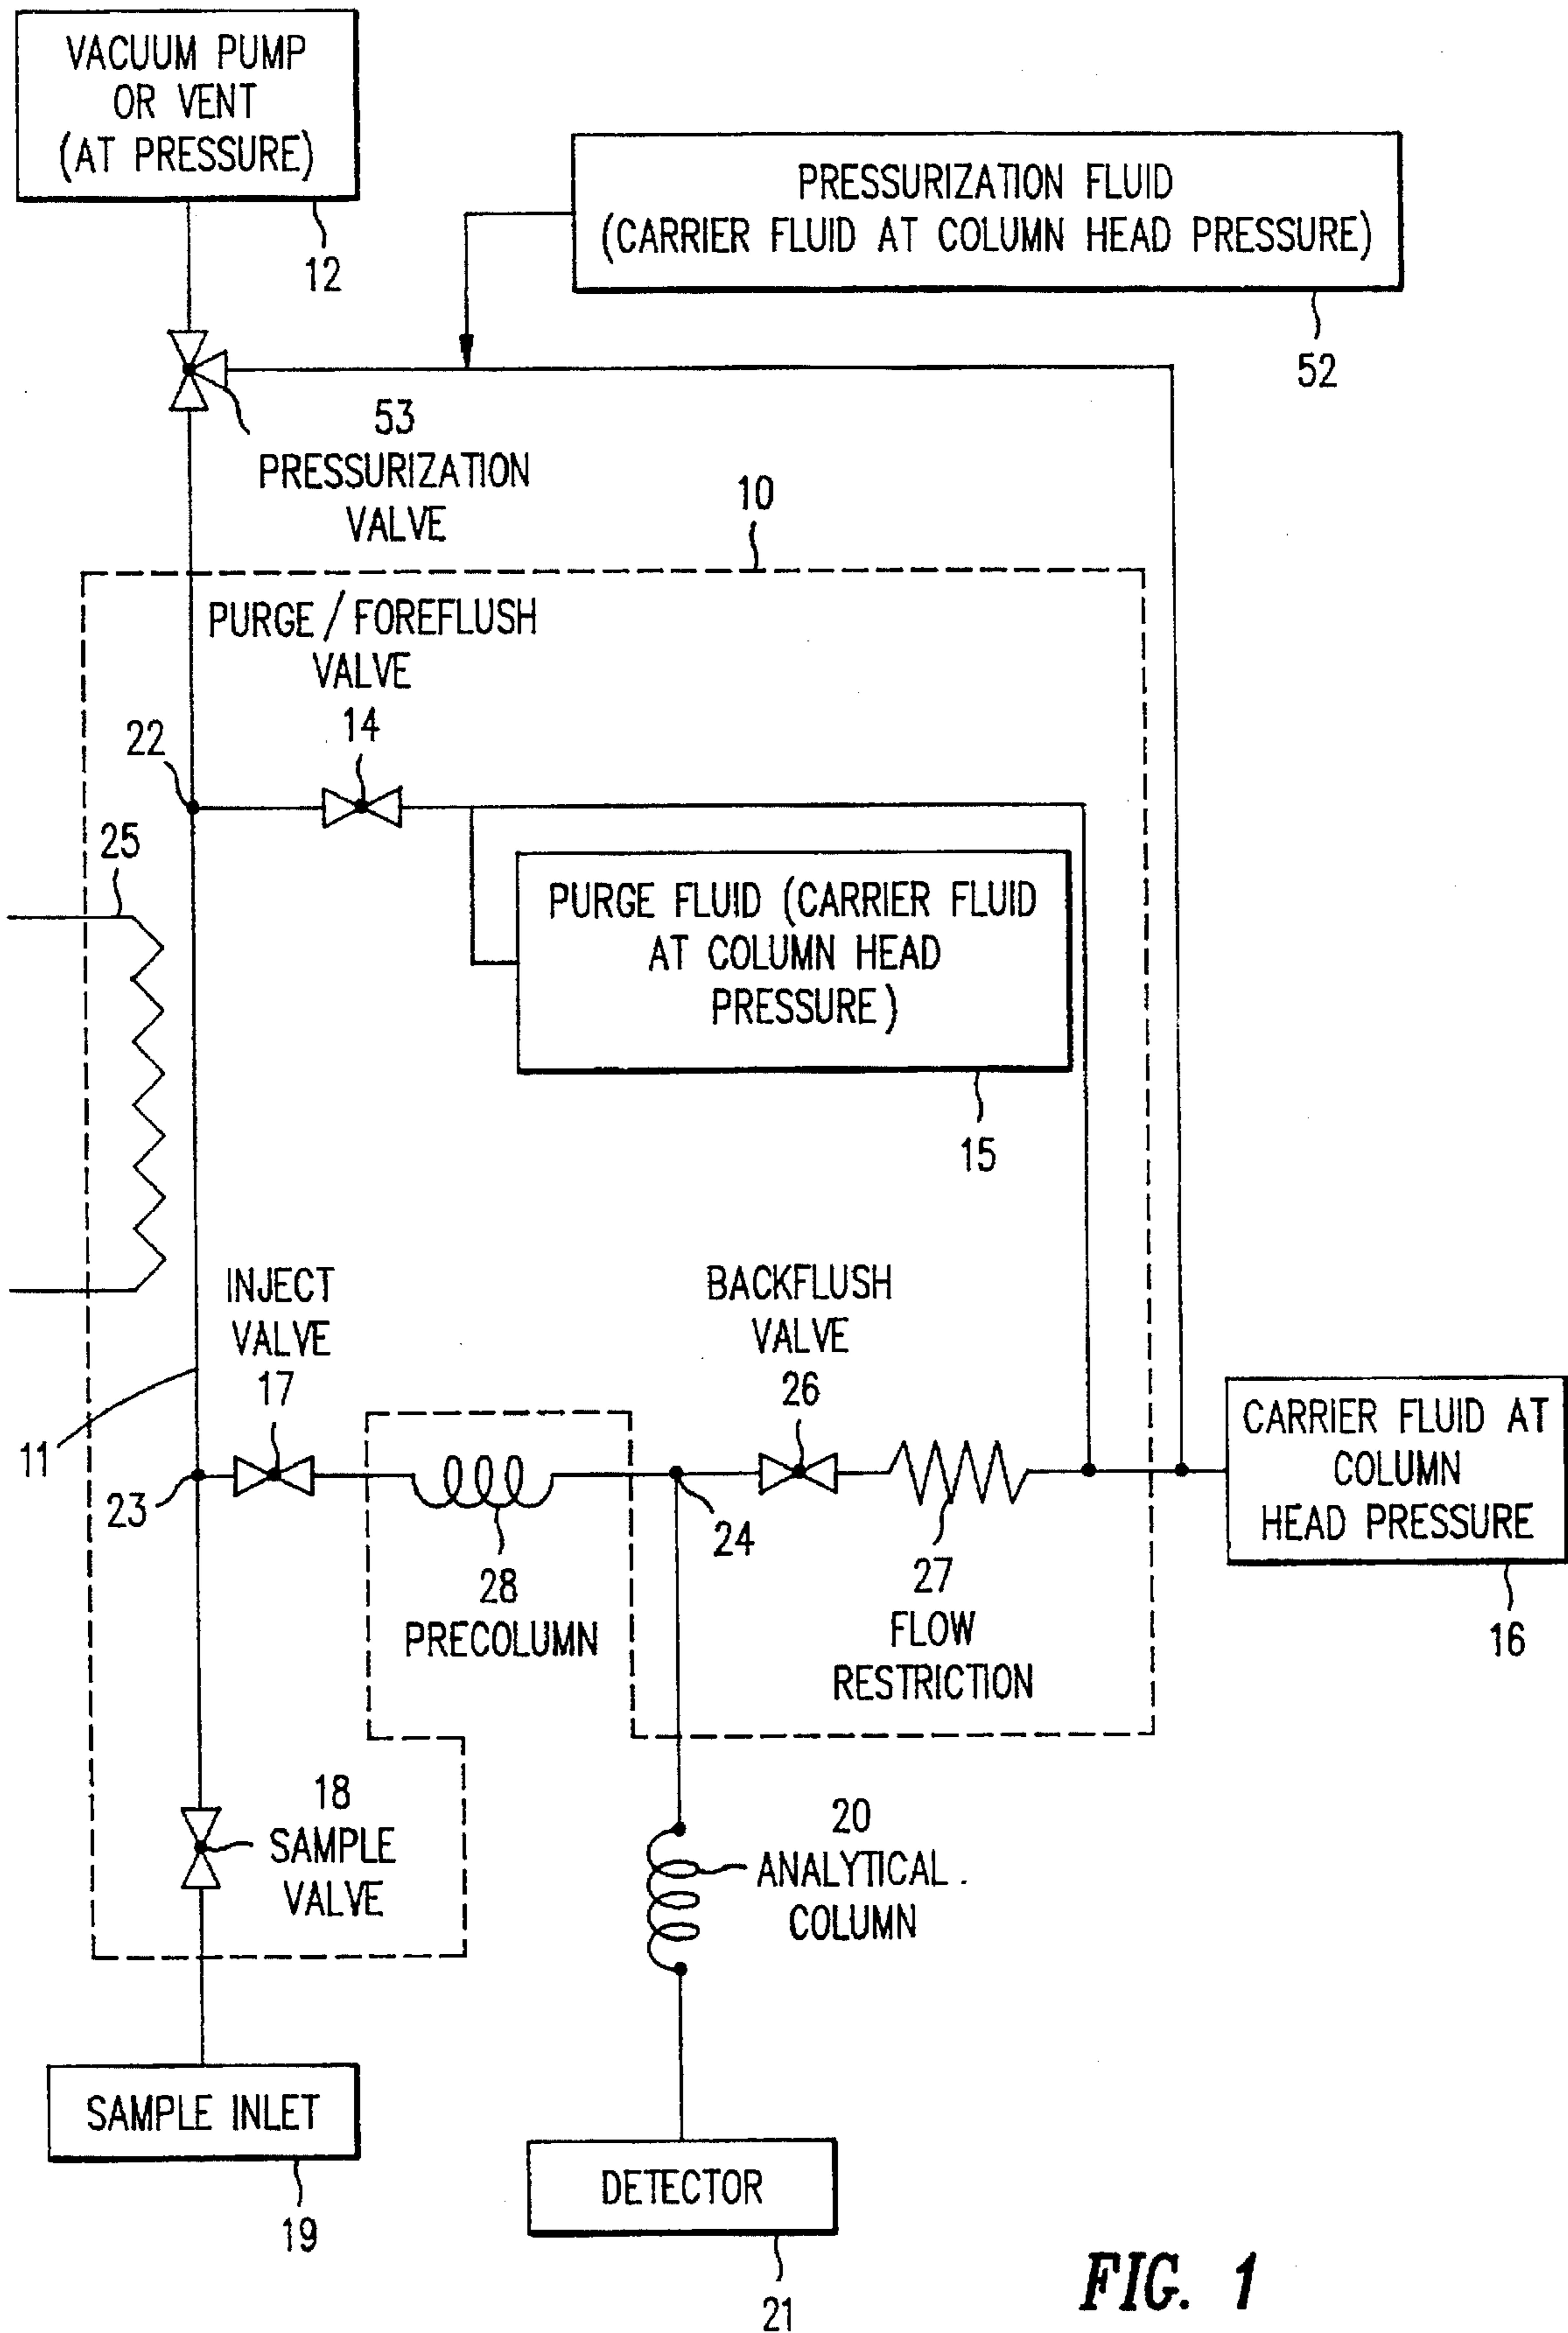 VACUUM PUMP
OR VENT
(AT PRESSURE)
12
PRESSURIZATION FLUID
(CARRIER FLUID AT COLUMN HEAD PRESSURE)
52
53
PRESSURIZATION
VALVE
10
PURGE / FOREFLUSH
VALVE
14
22
25
PURGE FLUID (CARRIER FLUID
AT COLUMN HEAD
PRESSURE)
15
INJECT
VALVE
17
BACKFLUSH
VALVE
26
11
23
28
PRECOLUMN
24
27
FLOW
RESTRICTION
CARRIER FLUID AT
COLUMN
HEAD PRESSURE
16
18
SAMPLE
VALVE
20
ANALYTICAL
COLUMN
SAMPLE INLET
19
DETECTOR
21
FIG. 1